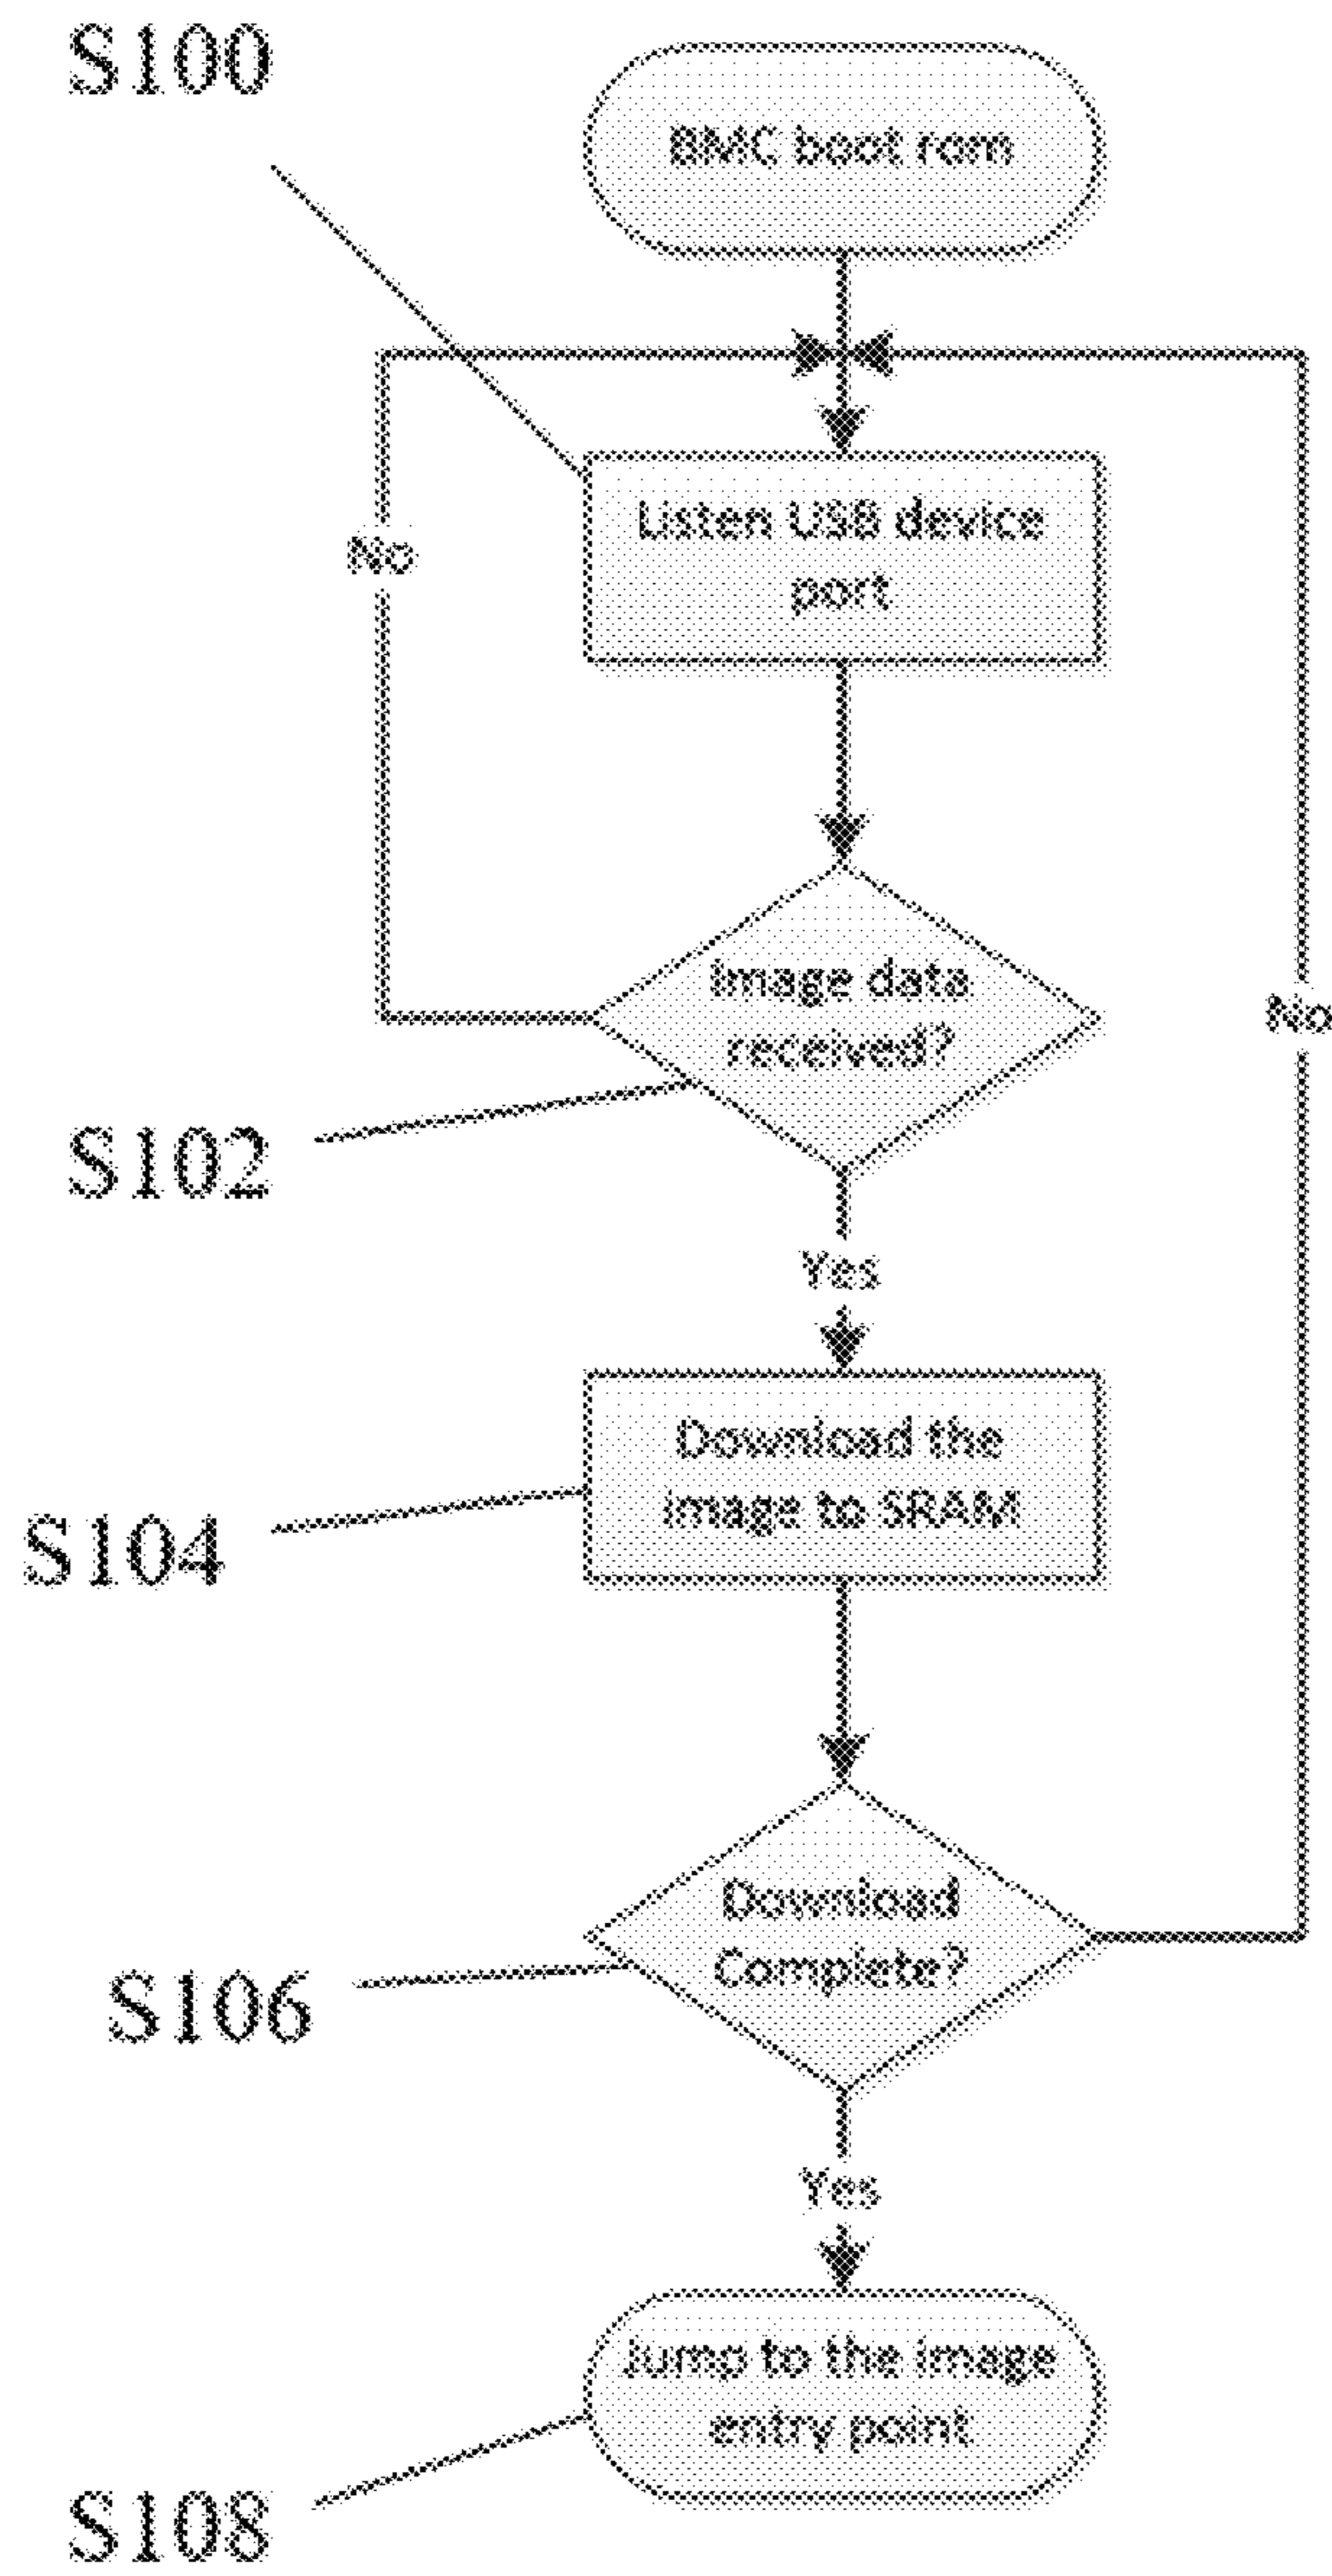 S100
BMC boot rom
Listen USB device
port
No
Image data
received?
No
S102
Yes
Download the
image to SRAM
S104
Download
Complete?
S106
Yes
Jump to the image
entry point
S108